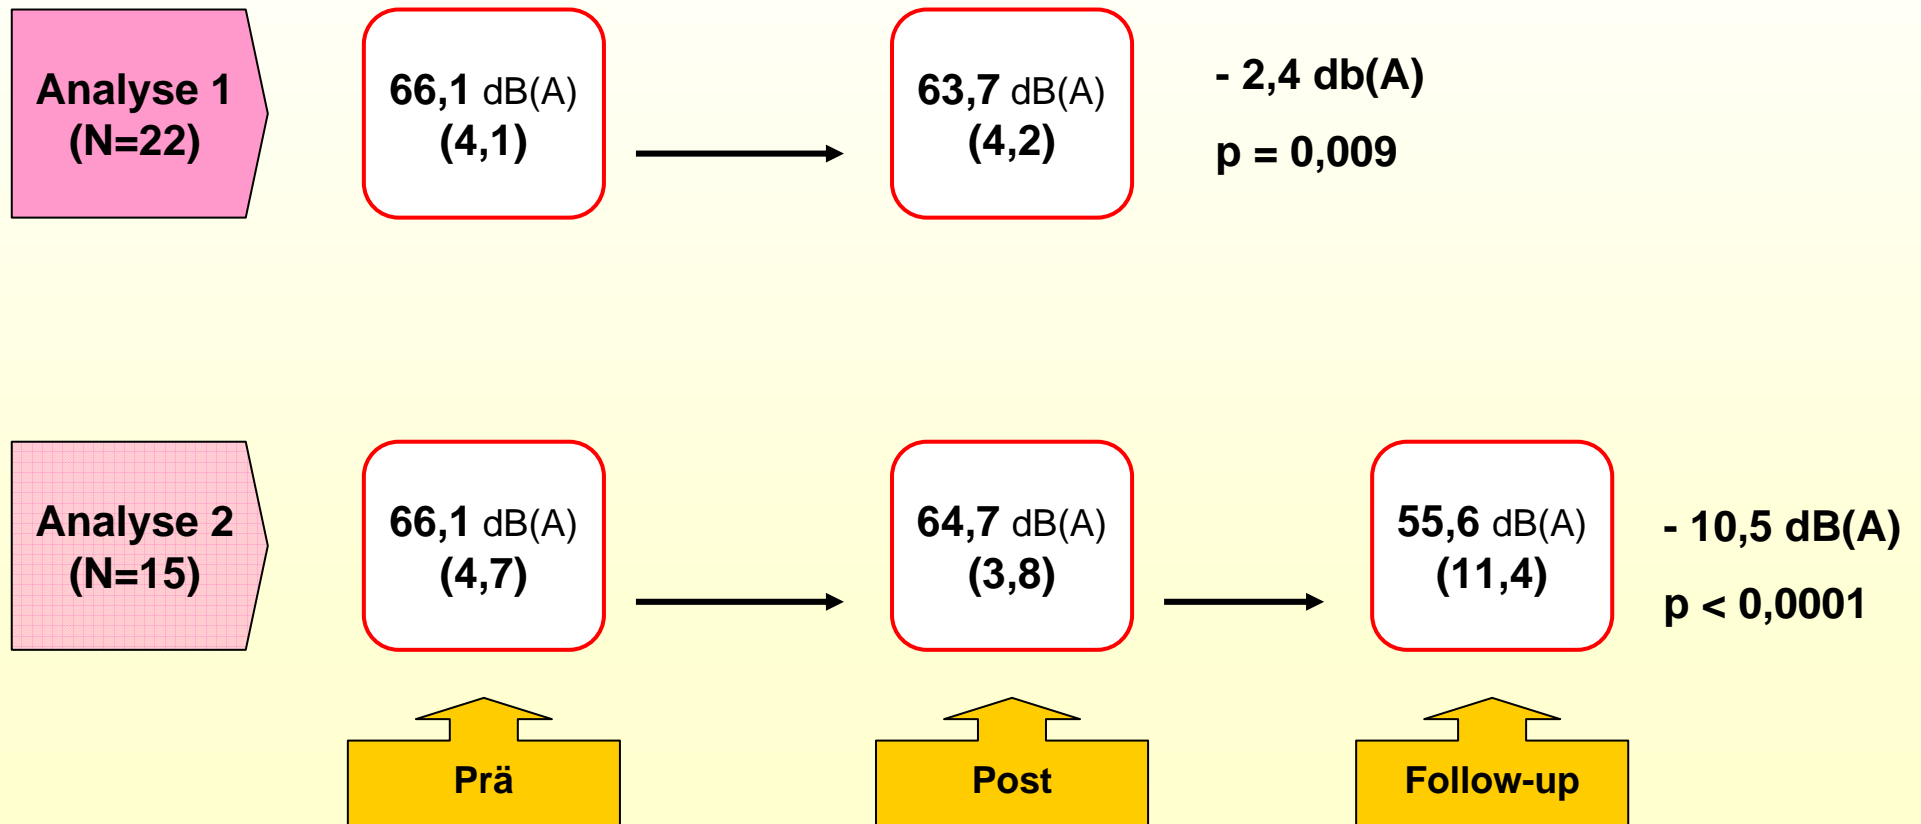 Analyse 1
(N=22)
66,1 dB(A)
(4,1)
63,7 dB(A)
(4,2)
- 2,4 db(A)
p = 0,009
Analyse 2
(N=15)
66,1 dB(A)
(4,7)
64,7 dB(A)
(3,8)
55,6 dB(A)
(11,4)
- 10,5 dB(A)
p < 0,0001
Prä
Post
Follow-up